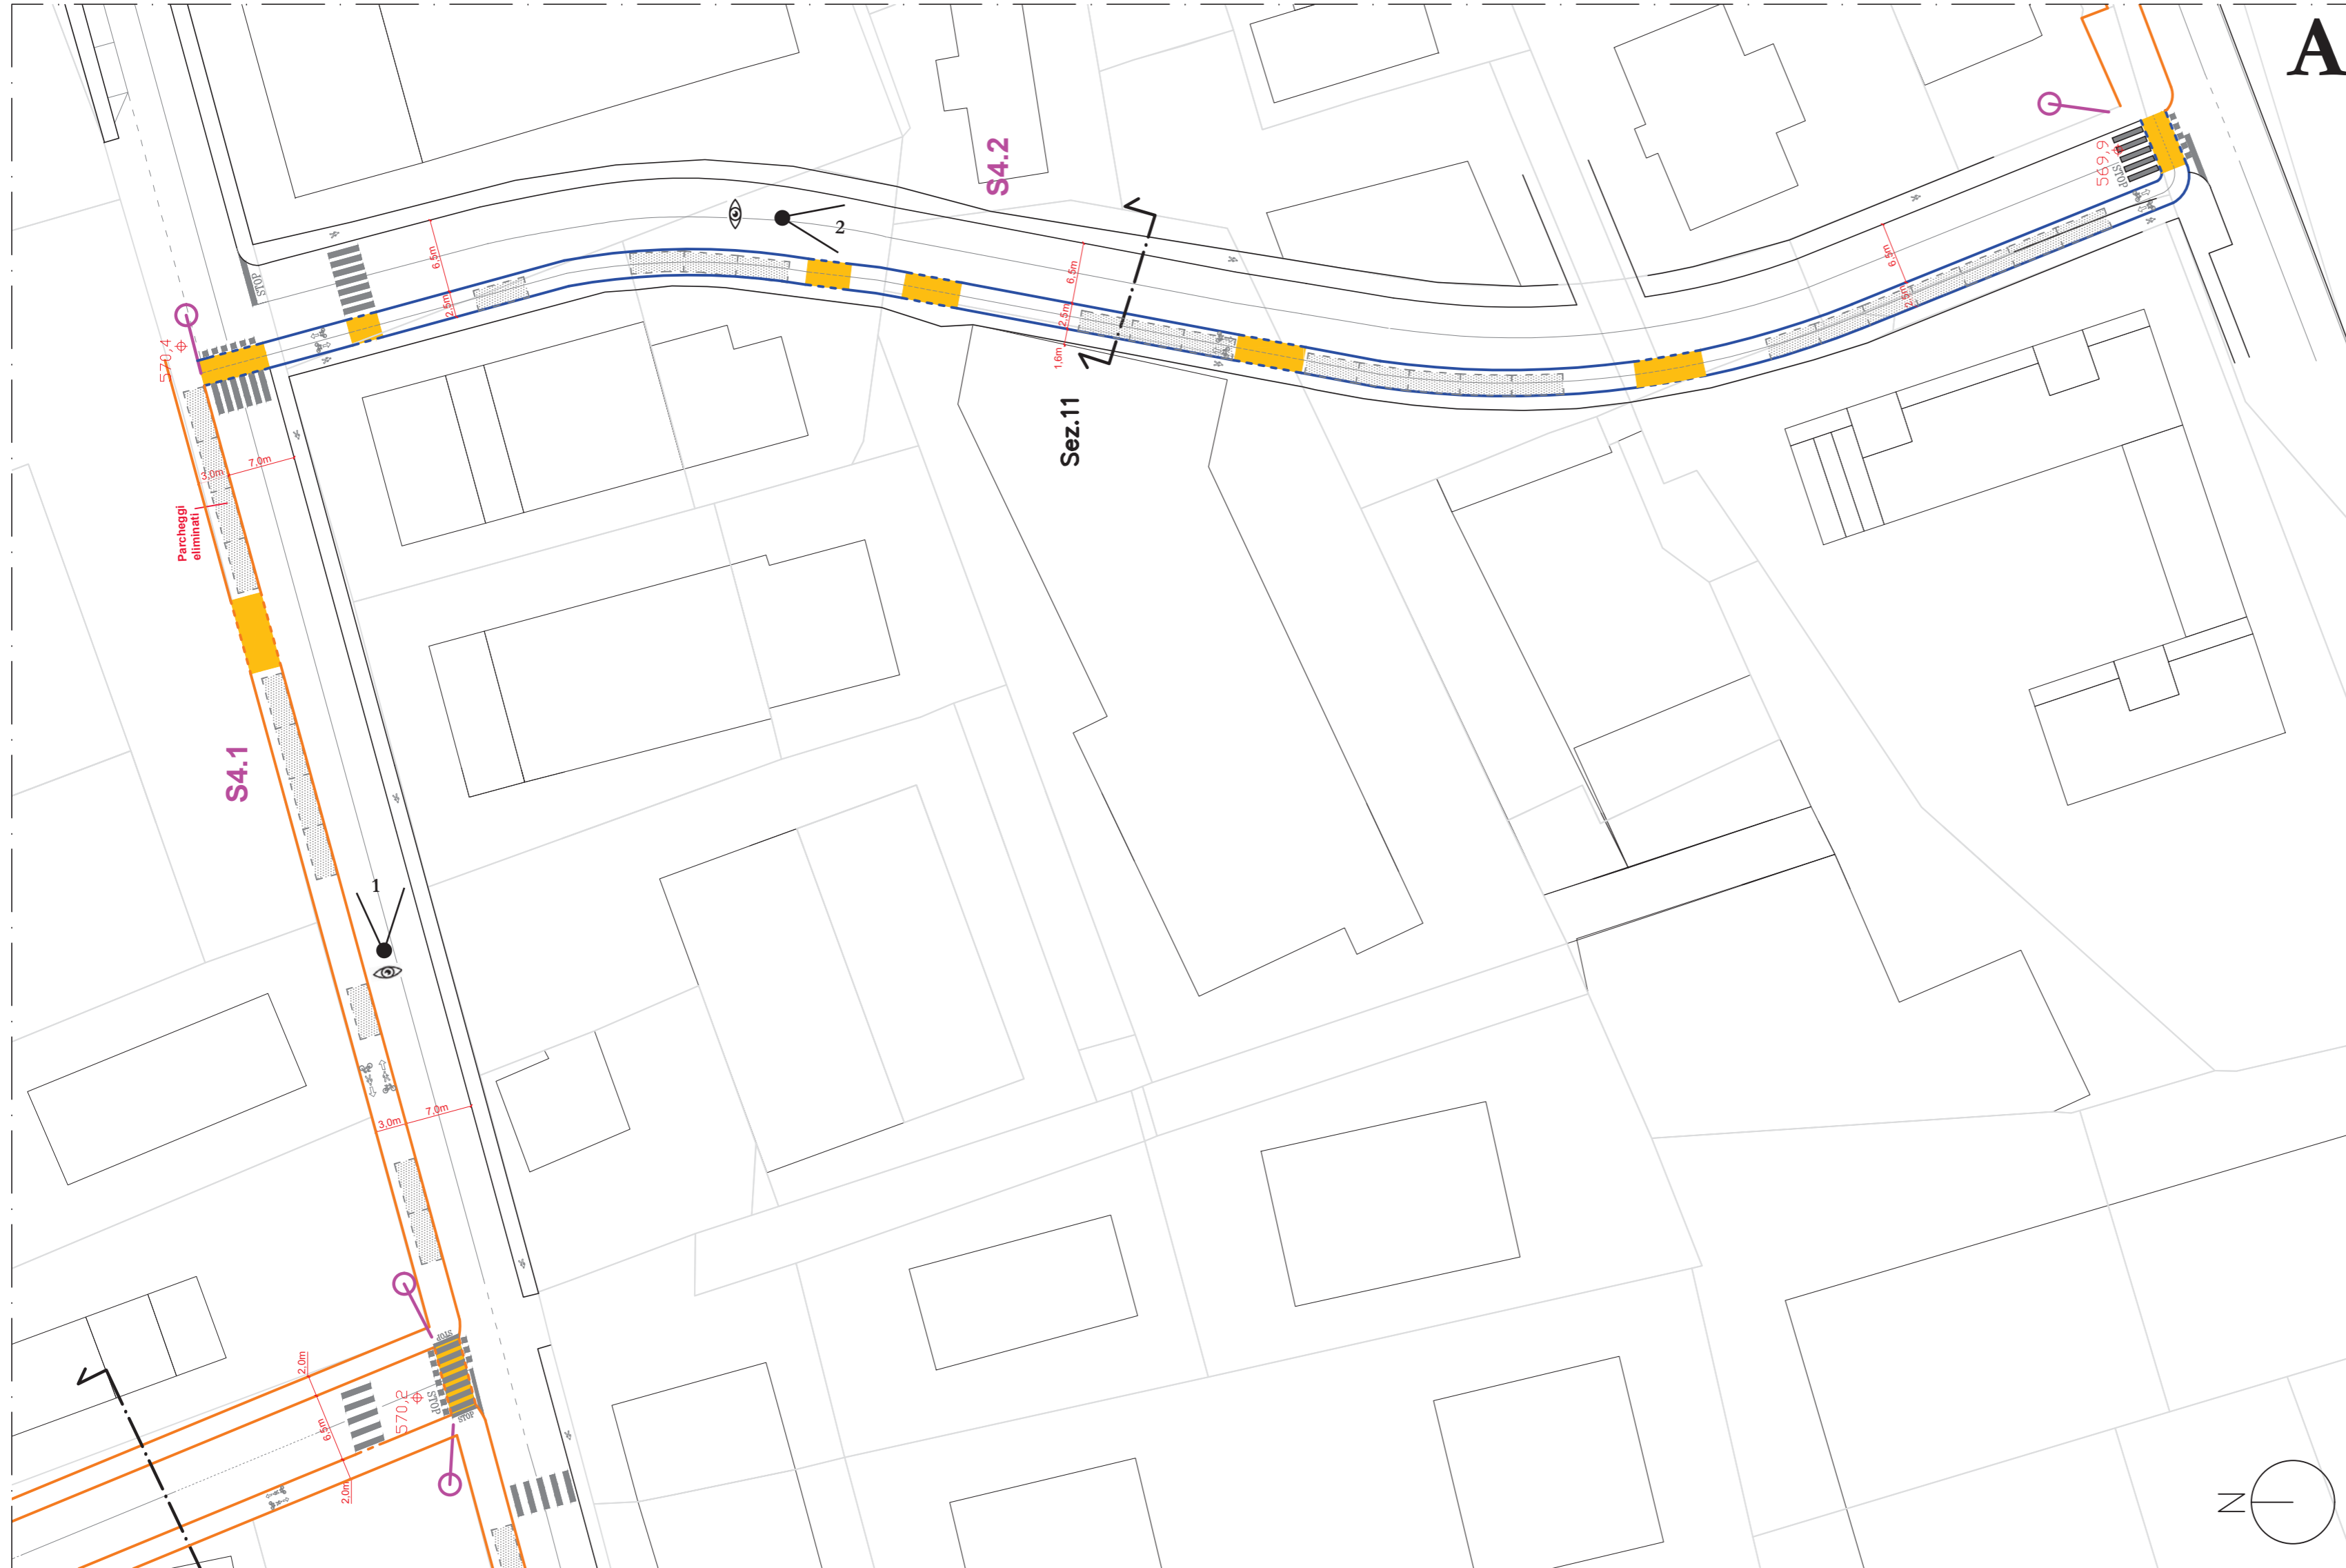 A
S4.2
2
6,5m
2,5m
STOP
570,4
6,5m
2,5m
1,6m
Sez.11
6,5m
2,5m
569,9
STOP
7,0m
3,0m
Parcheggi
eliminati
S4.1
1
7,0m
3,0m
STOP
2,0m
6,5m
2,0m
570,2
STOP
STOP
N